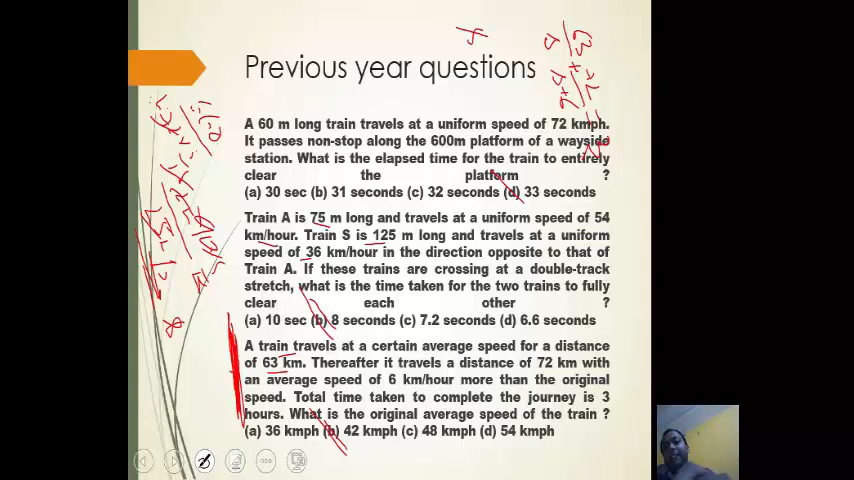 Previous year questions
A 60 m long train travels at a uniform speed of 72 kmph.
It passes non-stop along the 600m platform of a wayside
station. What is the elapsed time for the train to entirely
clear the platform ?
(a) 30 sec (b) 31 seconds (c) 32 seconds (d) 33 seconds
Train A is 75 m long and travels at a uniform speed of 54
km/hour. Train S is 125 m long and travels at a uniform
speed of 36 km/hour in the direction opposite to that of
Train A. If these trains are crossing at a double-track
stretch, what is the time taken for the two trains to fully
clear each other ?
(a) 10 sec (b) 8 seconds (c) 7.2 seconds (d) 6.6 seconds
A train travels at a certain average speed for a distance
of 63 km. Thereafter it travels a distance of 72 km with
an average speed of 6 km/hour more than the original
speed. Total time taken to complete the journey is 3
hours. What is the original average speed of the train ?
(a) 36 kmph (b) 42 kmph (c) 48 kmph (d) 54 kmph